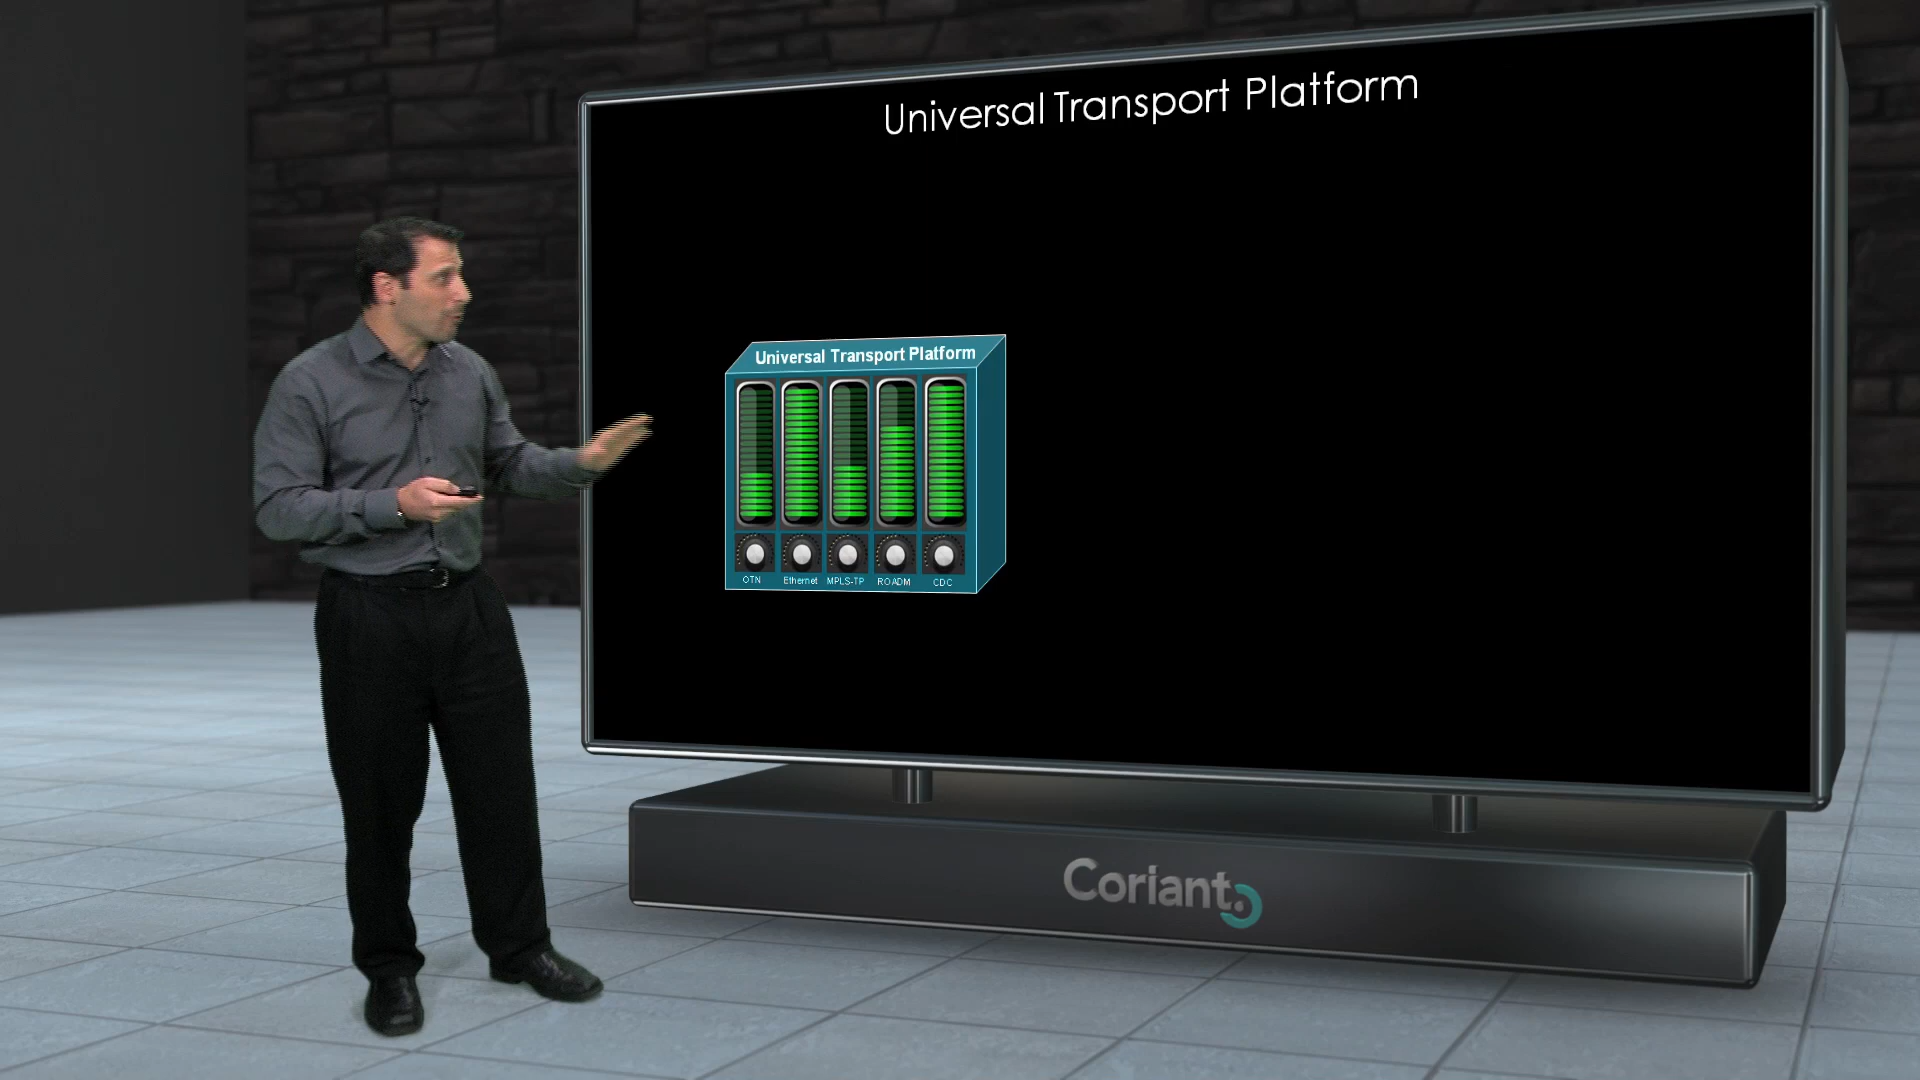 Universal Transport Platform
Universal Transport Platform
OTN Ethernet MPLS-TP ROADM CDC
Coriant.